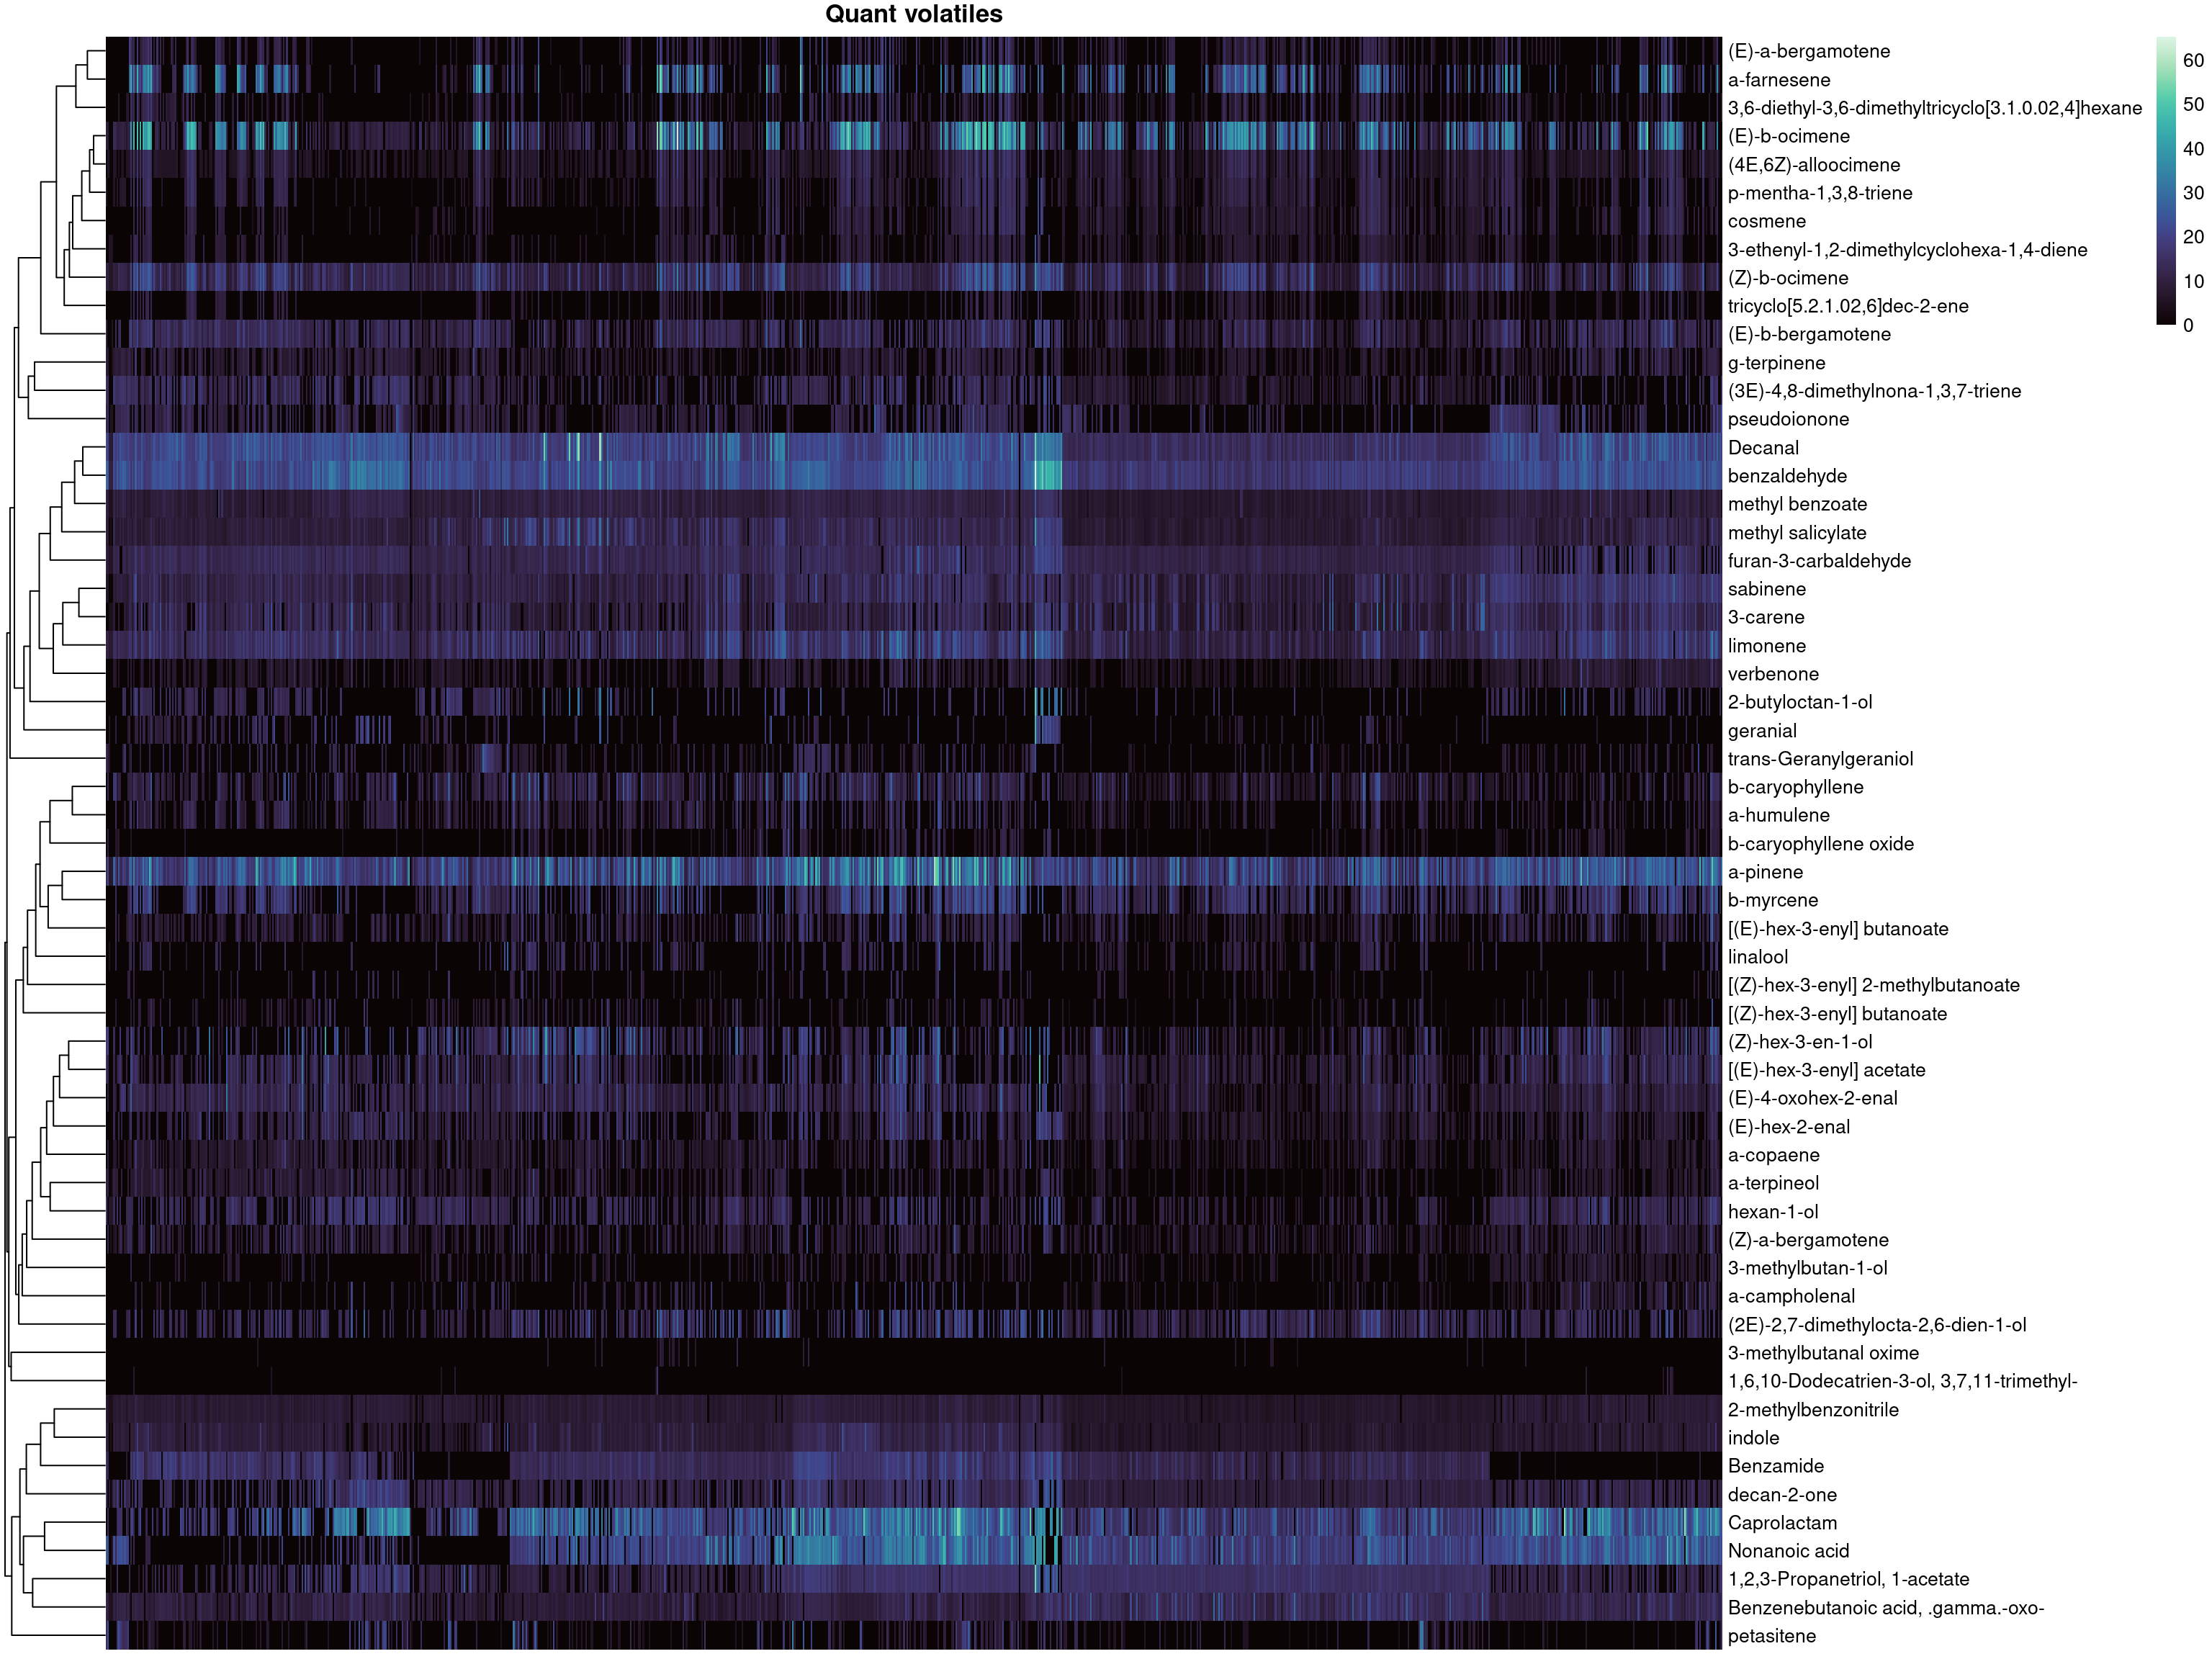 Quant volatiles
(E)-a-bergamotene
a-farnesene
3,6-diethyl-3,6-dimethyltricyclo[3.1.0.02,4]hexane
(E)-b-ocimene
(4E,6Z)-alloocimene
p-mentha-1,3,8-triene
cosmene
3-ethenyl-1,2-dimethylcyclohexa-1,4-diene
(Z)-b-ocimene
tricyclo[5.2.1.02,6]dec-2-ene
(E)-b-bergamotene
g-terpinene
(3E)-4,8-dimethylnona-1,3,7-triene
pseudoionone
Decanal
benzaldehyde
methyl benzoate
methyl salicylate
furan-3-carbaldehyde
sabinene
3-carene
limonene
verbenone
2-butyloctan-1-ol
geranial
trans-Geranylgeraniol
b-caryophyllene
a-humulene
b-caryophyllene oxide
a-pinene
b-myrcene
[(E)-hex-3-enyl] butanoate
linalool
[(Z)-hex-3-enyl] 2-methylbutanoate
[(Z)-hex-3-enyl] butanoate
(Z)-hex-3-en-1-ol
[(E)-hex-3-enyl] acetate
(E)-4-oxohex-2-enal
(E)-hex-2-enal
a-copaene
a-terpineol
hexan-1-ol
(Z)-a-bergamotene
3-methylbutan-1-ol
a-campholenal
(2E)-2,7-dimethylocta-2,6-dien-1-ol
3-methylbutanal oxime
1,6,10-Dodecatrien-3-ol, 3,7,11-trimethyl-
2-methylbenzonitrile
indole
Benzamide
decan-2-one
Caprolactam
Nonanoic acid
1,2,3-Propanetriol, 1-acetate
Benzenebutanoic acid, .gamma.-oxo-
petasitene
60
50
40
30
20
10
0